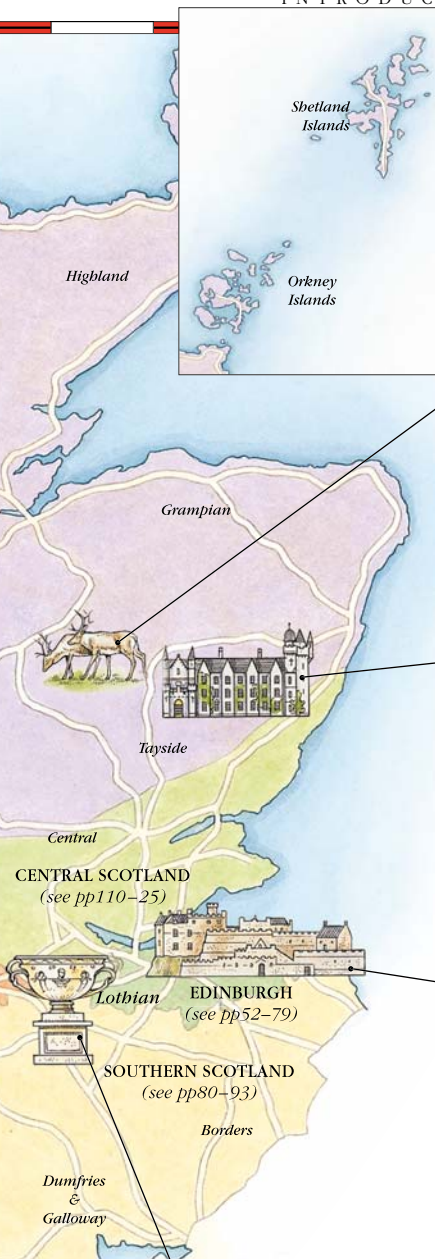 Shetland
Islands
Highland
Orkney
Islands
Grampian
Tayside
Central
CENTRAL SCOTLAND
(see pp110–25)
Lothian
EDINBURGH
(see pp52–79)
SOUTHERN SCOTLAND
(see pp80–93)
Borders
Dumfries
&
Galloway